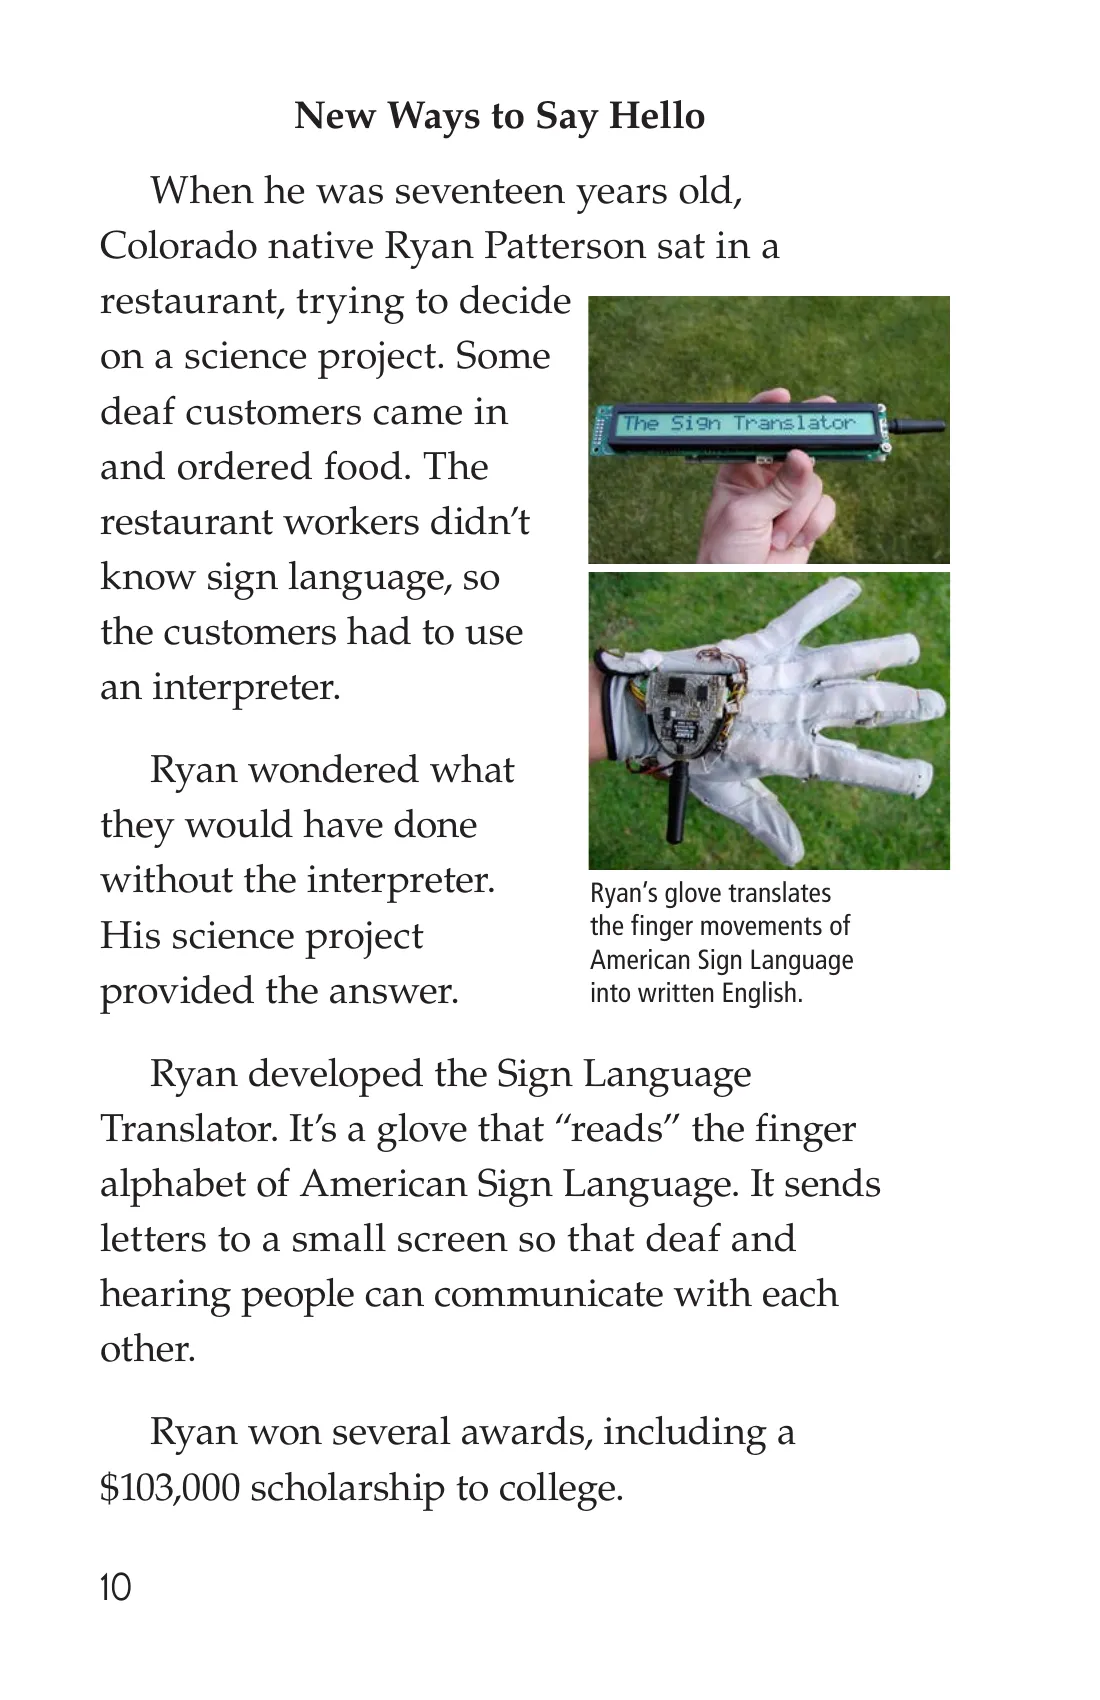 New Ways to Say Hello
When he was seventeen years old,
Colorado native Ryan Patterson sat in a
restaurant, trying to decide
on a science project. Some
deaf customers came in
and ordered food. The
restaurant workers didn’t
know sign language, so
the customers had to use
an interpreter.
Ryan wondered what
they would have done
without the interpreter.
His science project
provided the answer.
The Sign Translator
Ryan’s glove translates
the finger movements of
American Sign Language
into written English.
Ryan developed the Sign Language
Translator. It’s a glove that “reads” the finger
alphabet of American Sign Language. It sends
letters to a small screen so that deaf and
hearing people can communicate with each
other.
Ryan won several awards, including a
$103,000 scholarship to college.
10